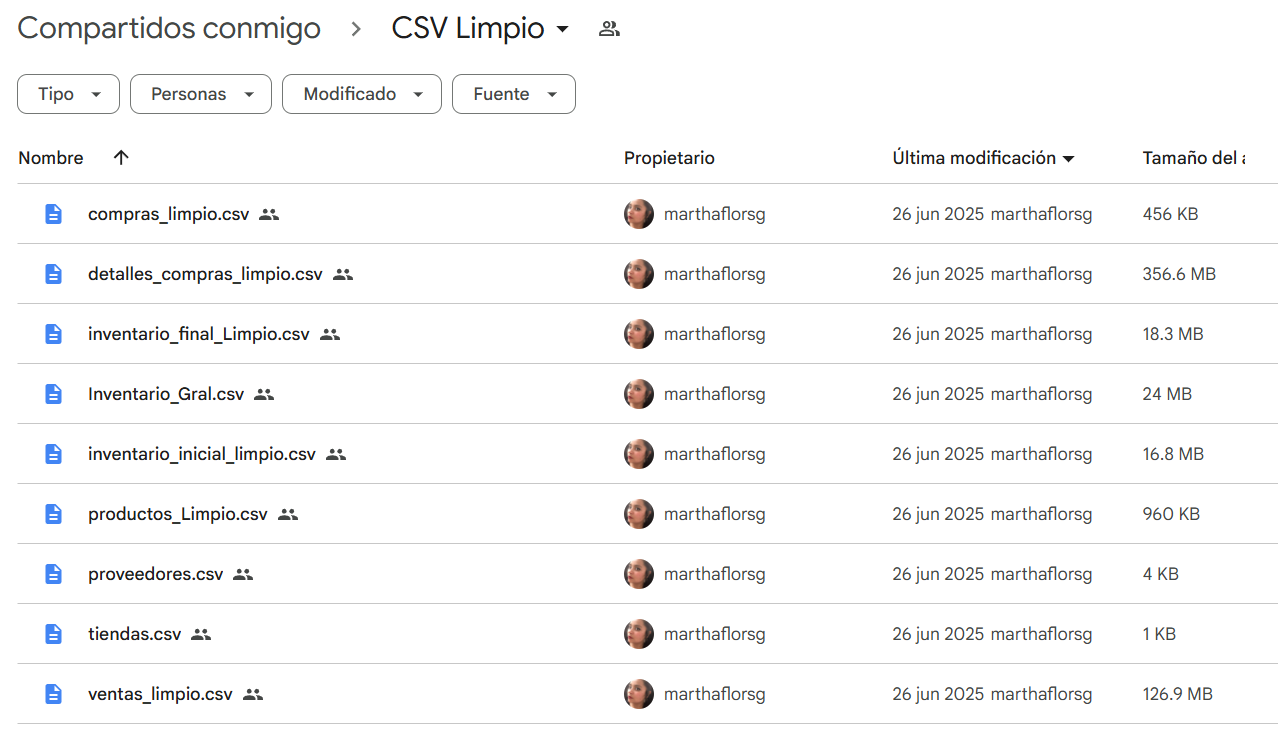 Compartidos conmigo > CSV Limpio
Tipo Personas Modificado Fuente
Nombre Propietario Última modificación Tamaño del
compras_limpio.csv marthaflorsg 26 jun 2025 marthaflorsg 456 KB
detalles_compras_limpio.csv marthaflorsg 26 jun 2025 marthaflorsg 356.6 MB
inventario_final_Limpio.csv marthaflorsg 26 jun 2025 marthaflorsg 18.3 MB
Inventario_Gral.csv marthaflorsg 26 jun 2025 marthaflorsg 24 MB
inventario_inicial_limpio.csv marthaflorsg 26 jun 2025 marthaflorsg 16.8 MB
productos_Limpio.csv marthaflorsg 26 jun 2025 marthaflorsg 960 KB
proveedores.csv marthaflorsg 26 jun 2025 marthaflorsg 4 KB
tiendas.csv marthaflorsg 26 jun 2025 marthaflorsg 1 KB
ventas_limpio.csv marthaflorsg 26 jun 2025 marthaflorsg 126.9 MB